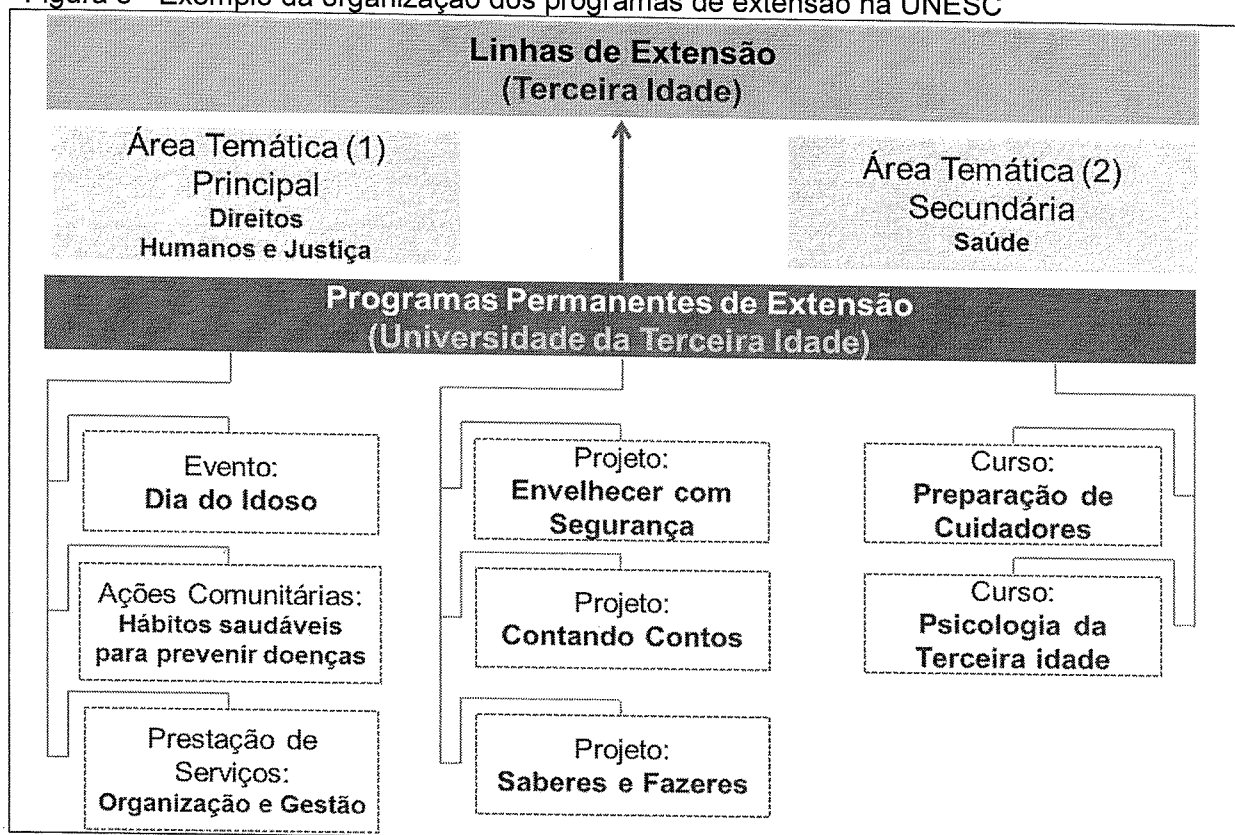 Exemplo da organização dos programas de extensão na UNESC
Linhas de Extensão
(Terceira Idade)
Área Temática (1)
Principal
Direitos
Humanos e Justiça
Área Temática (2)
Secundária
Saúde
Programas Permanentes de Extensão
(Universidade da Terceira Idade)
Evento:
Dia do Idoso
Ações Comunitárias:
Hábitos saudáveis
para prevenir doenças
Prestação de
Serviços:
Organização e Gestão
Projeto:
Envelhecer com
Segurança
Projeto:
Contando Contos
Projeto:
Saberes e Fazeres
Curso:
Preparação de
Cuidadores
Curso:
Psicologia da
Terceira idade